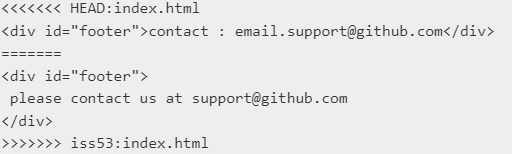 <<<<<<< HEAD:index.html
<div id="footer">contact : email.support@github.com</div>
=======
<div id="footer">
 please contact us at support@github.com
</div>
>>>>>>> iss53:index.html